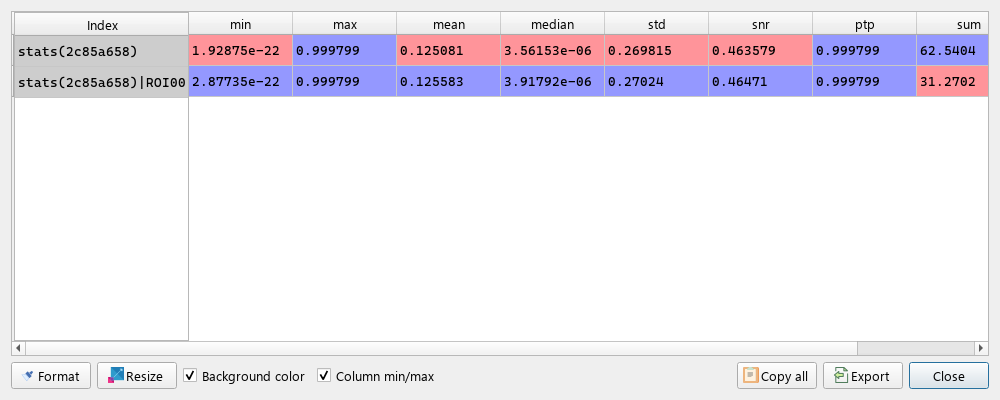 Index min max mean median std snr ptp sum
stats(2c85a658) 1.92875e-22 0.999799 0.125081 3.56153e-06 0.269815 0.463579 0.999799 62.5404
stats(2c85a658)|ROI00 2.87735e-22 0.999799 0.125583 3.91792e-06 0.27024 0.46471 0.999799 31.2702
Format Resize Background color Column min/max Copy all Export Close